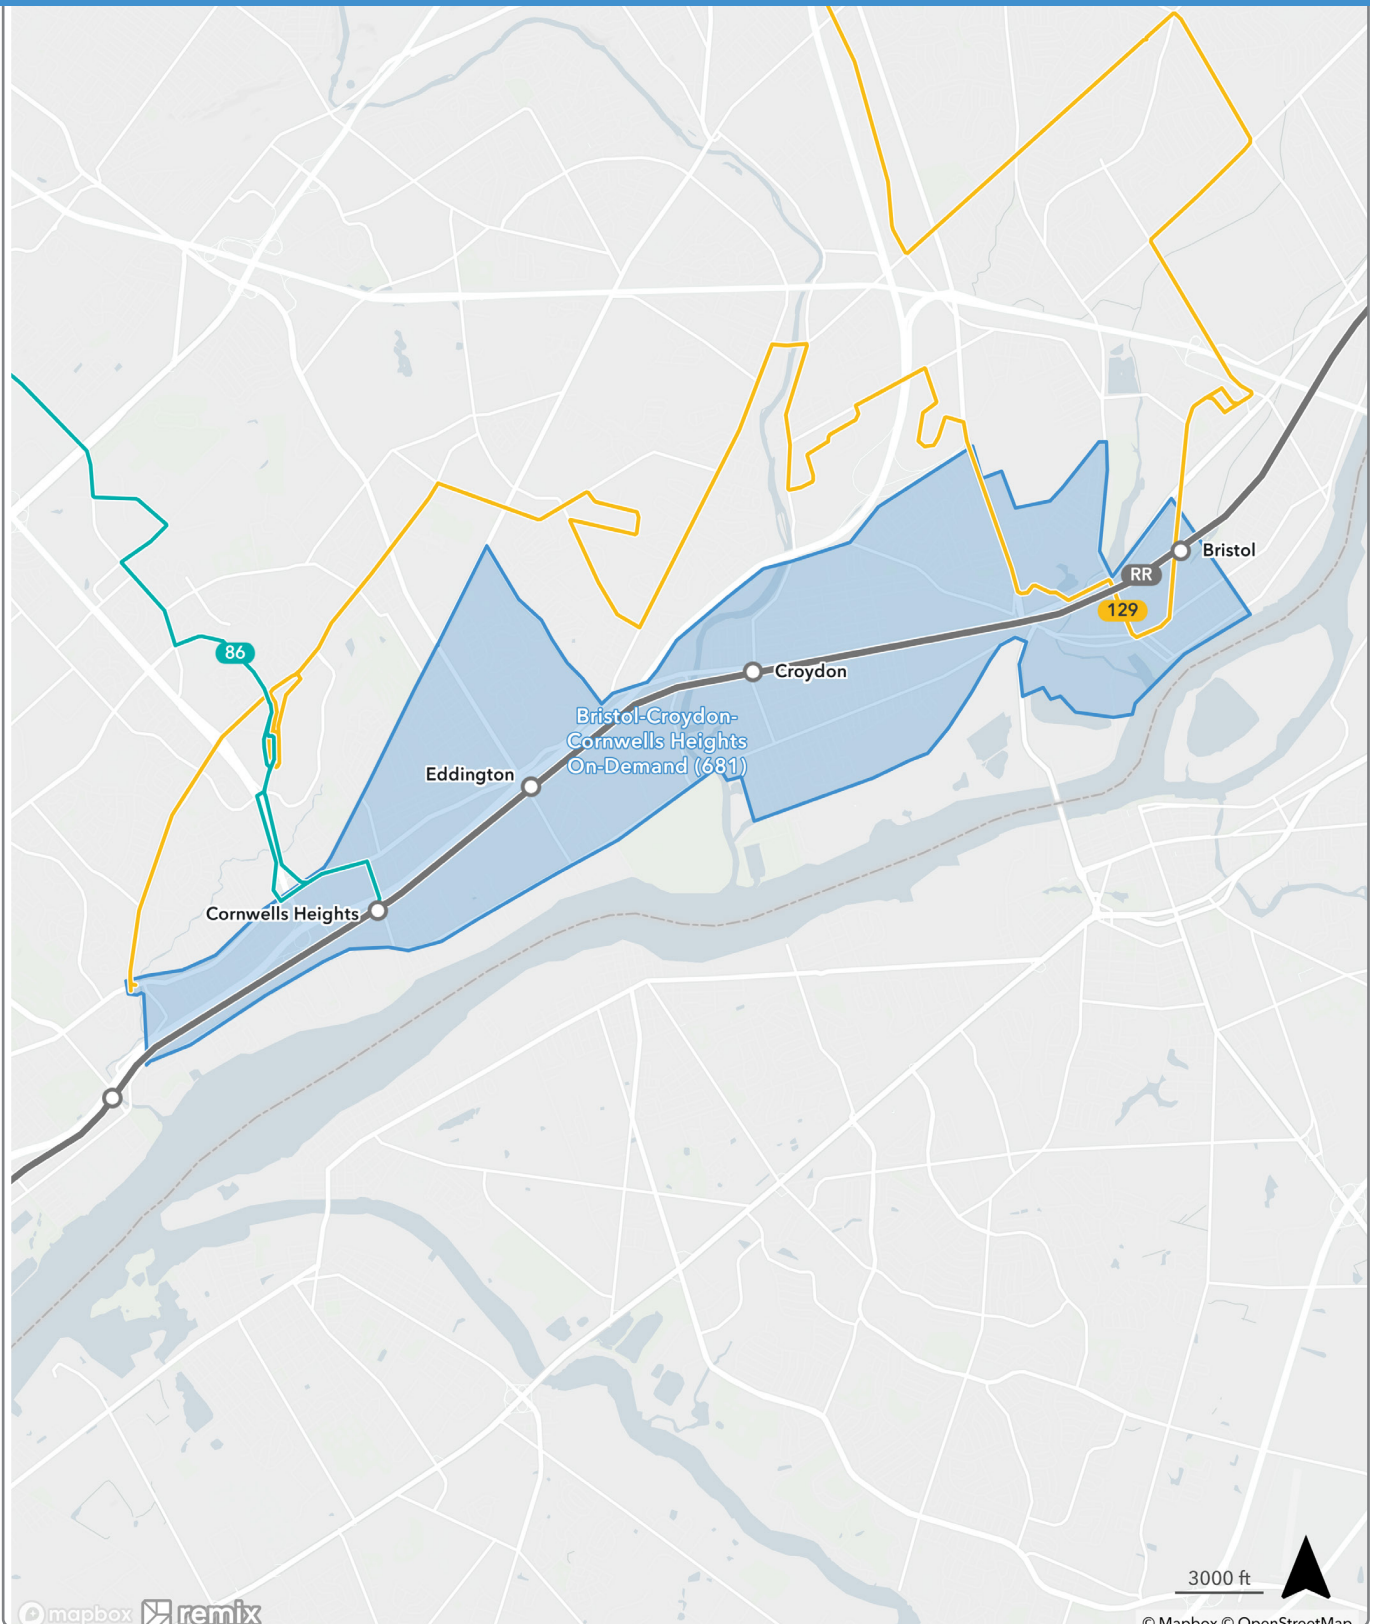 Bristol
RR
129
86
Croydon
Bristol-Croydon-
Cornwells Heights
On-Demand (681)
Eddington
Cornwells Heights
3000 ft
mapbox remix
© Mapbox © OpenStreetMap